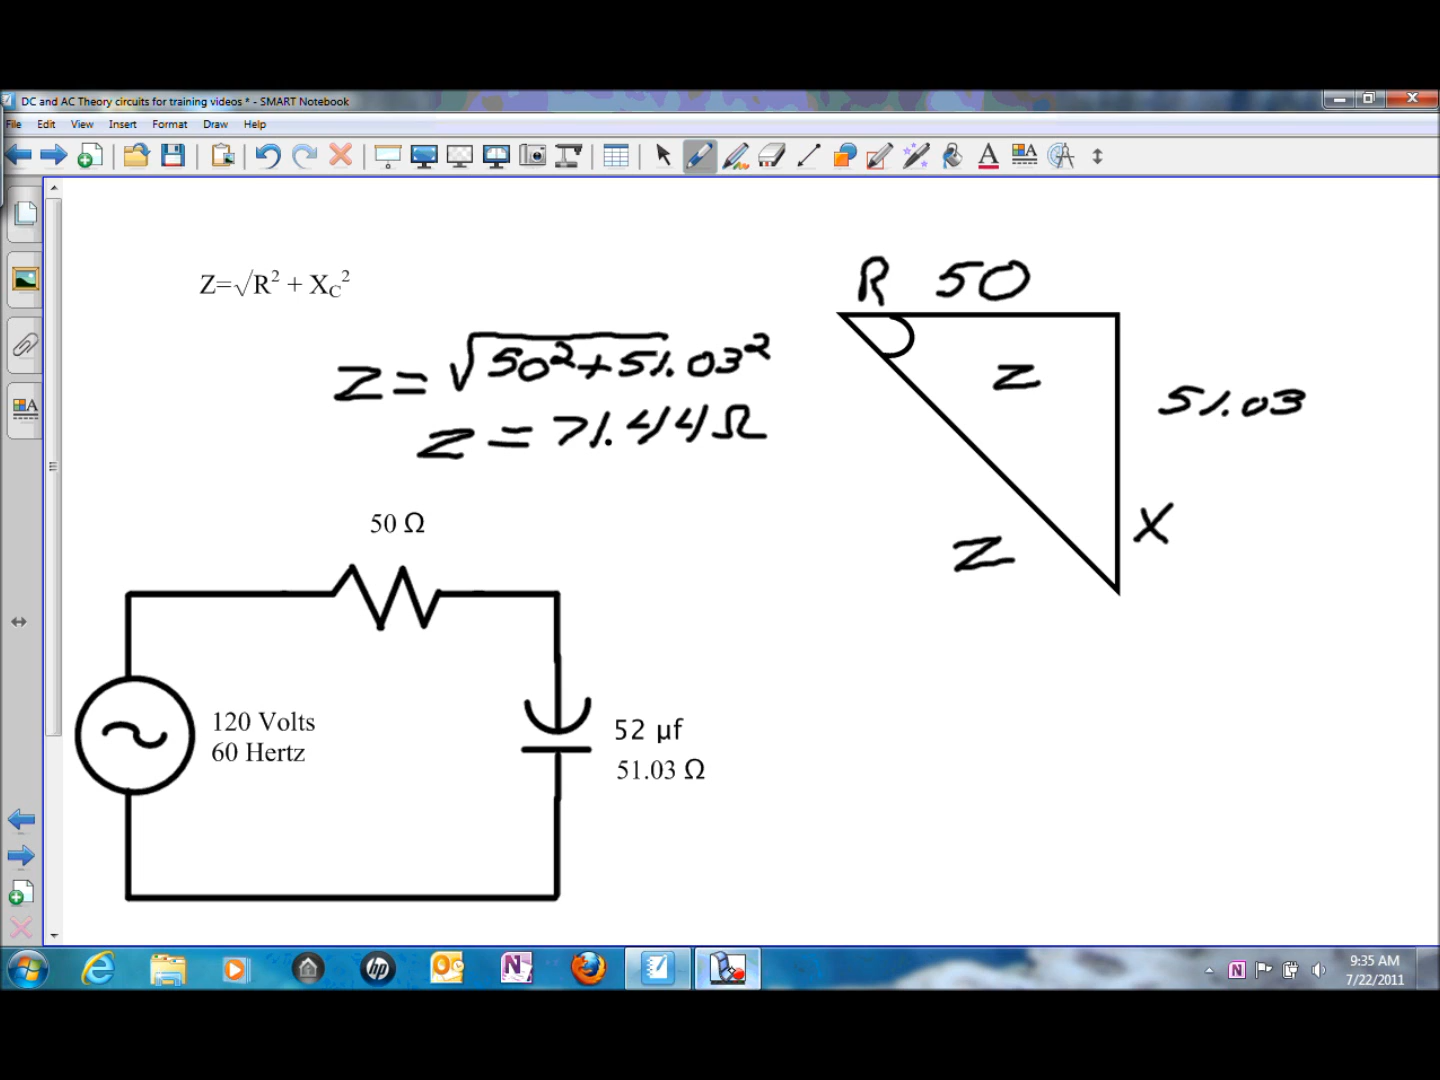 DC and AC Theory circuits for training videos * - SMART Notebook
File Edit View Insert Format Draw Help
Z=√R² + X_C²
Z = √50² + 51.03²
Z = 71.44 Ω
R 50
Z
51.03
X
Z
50 Ω
120 Volts
60 Hertz
52 µf
51.03 Ω
9:35 AM
7/22/2011